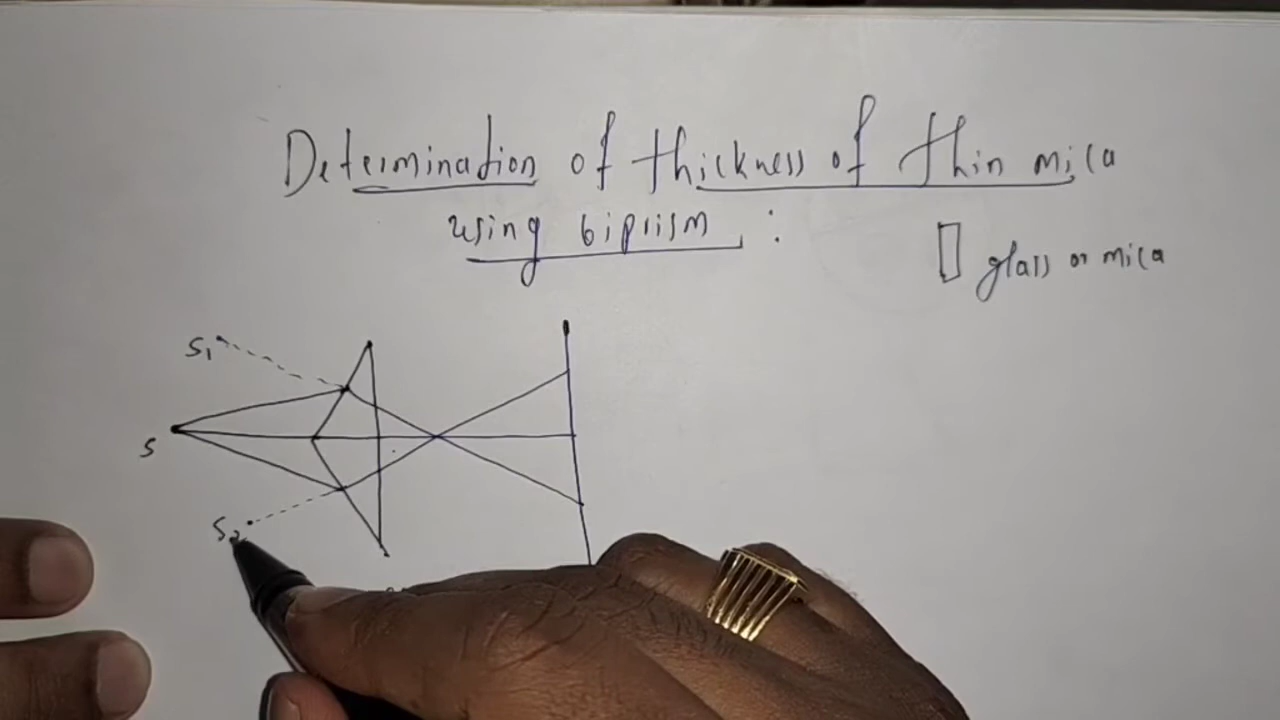 Determination of thickness of thin mica
using biprism :
glass or mica
S₁
S
S₂